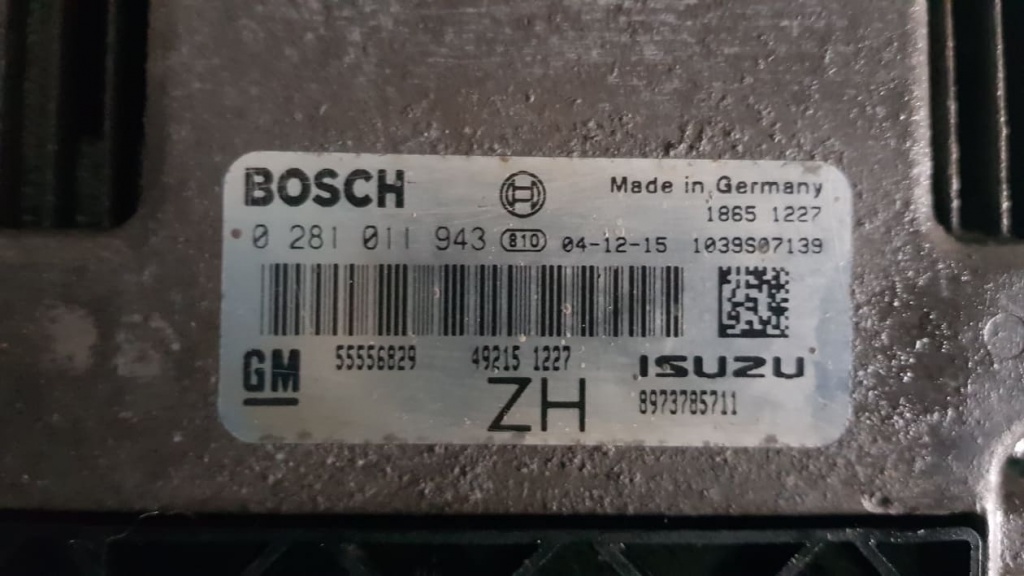 BOSCH Made in Germany
1865 1227
0 281 011 943 810 04-12-15 1039S07139
GM 55556829 49215 1227 ISUZU
ZH 8973785711